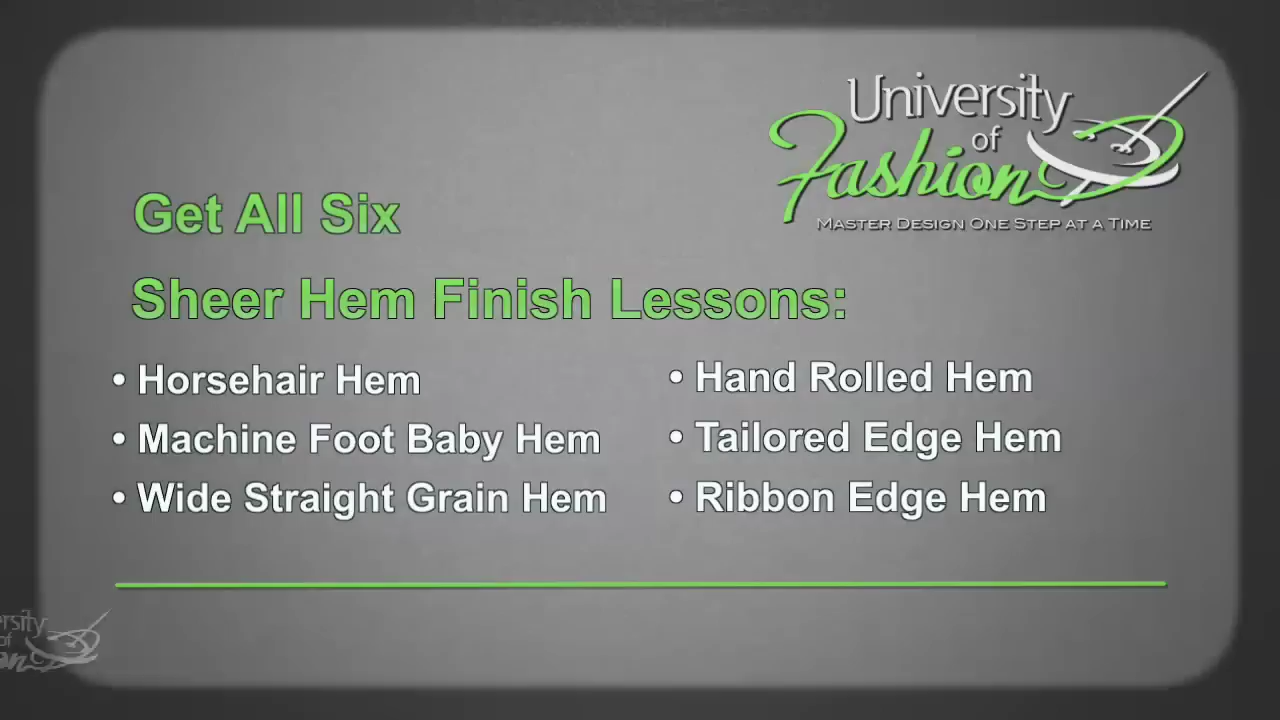 University
of
Fashion
MASTER DESIGN ONE STEP AT A TIME
Get All Six
Sheer Hem Finish Lessons:
• Horsehair Hem
• Machine Foot Baby Hem
• Wide Straight Grain Hem
• Hand Rolled Hem
• Tailored Edge Hem
• Ribbon Edge Hem
of